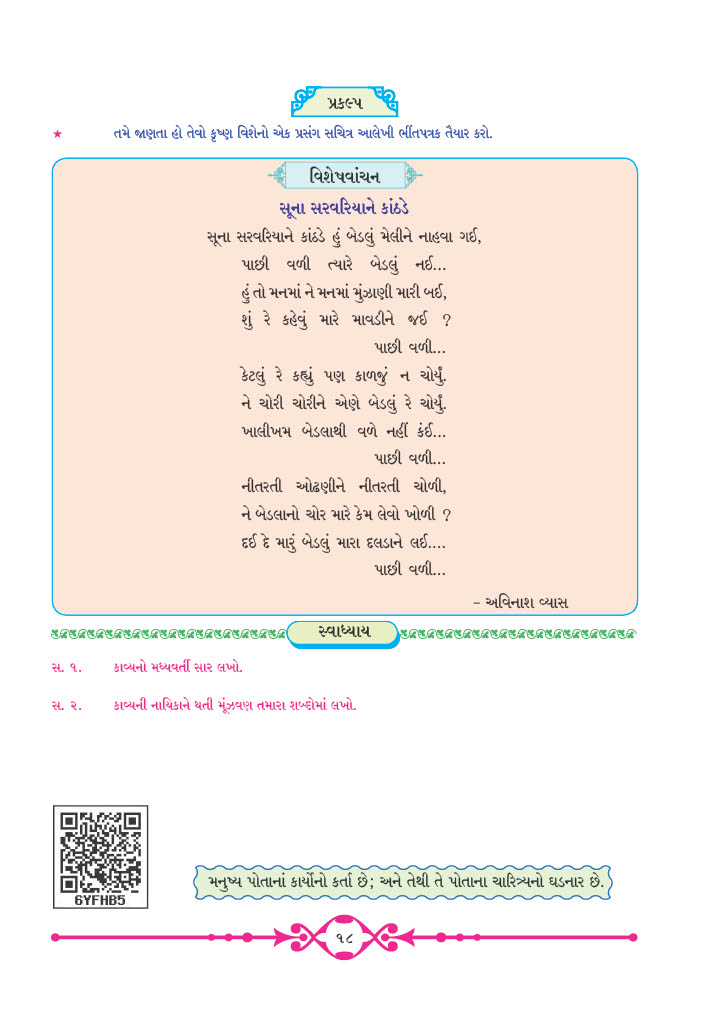 પ્રકલ્પ
★ તમે જાણતા હો તેવો કૃષ્ણ વિશેનો એક પ્રસંગ સચિત્ર આલેખી ભીંતપત્રક તૈયાર કરો.
વિશેષવાંચન
સૂના સરવરિયાને કાંઠડે
સૂના સરવરિયાને કાંઠડે હું બેડલું મેલીને નાહવા ગઈ,
પાછી વળી ત્યારે બેડલું નઈ...
હું તો મનમાં ને મનમાં મુંઝાણી મારી બઈ,
શું રે કહેવું મારે માવડીને જઈ ?
પાછી વળી...
કેટલું રે કહ્યું પણ કાળજું ન ચોર્યું.
ને ચોરી ચોરીને એણે બેડલું રે ચોર્યું.
ખાલીખમ બેડલાથી વળે નહીં કંઈ...
પાછી વળી...
નીતરતી ઓઢણીને નીતરતી ચોળી,
ને બેડલાનો ચોર મારે કેમ લેવો ખોળી ?
દઈ દે મારું બેડલું મારા દલડાને લઈ....
પાછી વળી...
- અવિનાશ વ્યાસ
સ્વાધ્યાય
સ. ૧. કાવ્યનો મધ્યવર્તી સાર લખો.
સ. ૨. કાવ્યની નાયિકાને થતી મૂંઝવણ તમારા શબ્દોમાં લખો.
6YFHB5
મનુષ્ય પોતાનાં કાર્યોનો કર્તા છે; અને તેથી તે પોતાના ચારિત્ર્યનો ઘડનાર છે.
૧૮